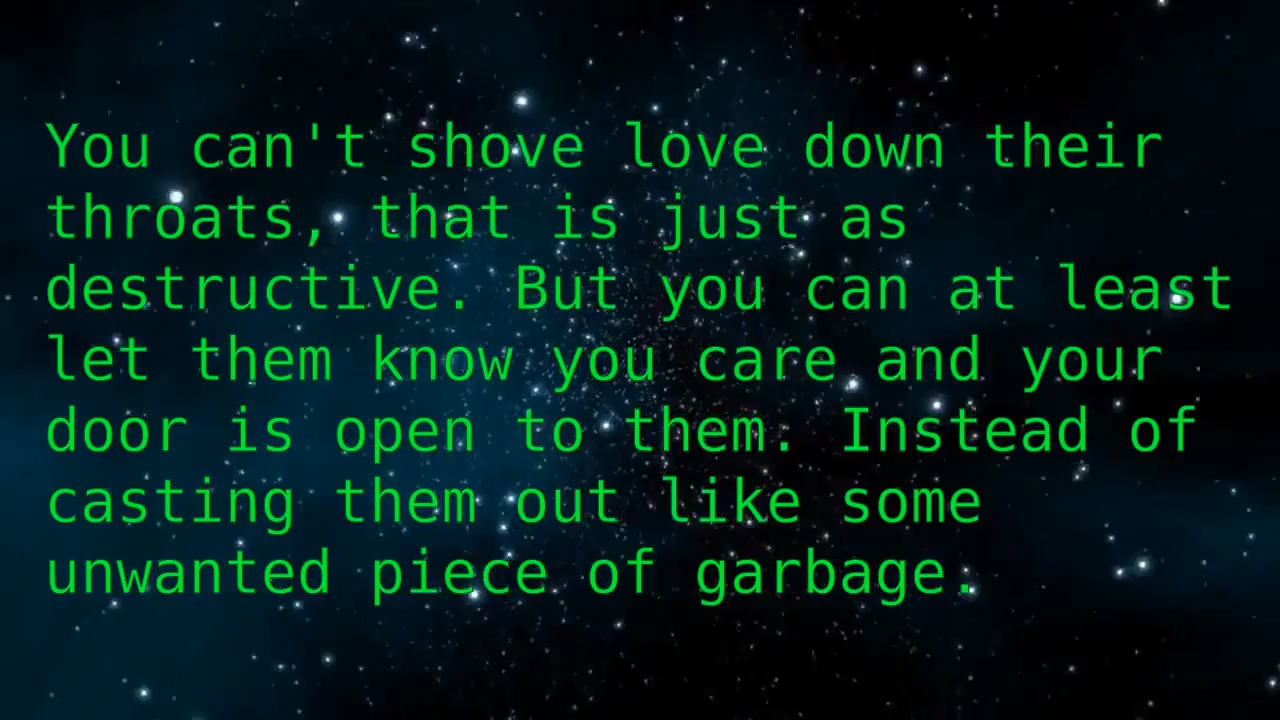 You can't shove love down their
throats, that is just as
destructive. But you can at least
let them know you care and your
door is open to them. Instead of
casting them out like some
unwanted piece of garbage.